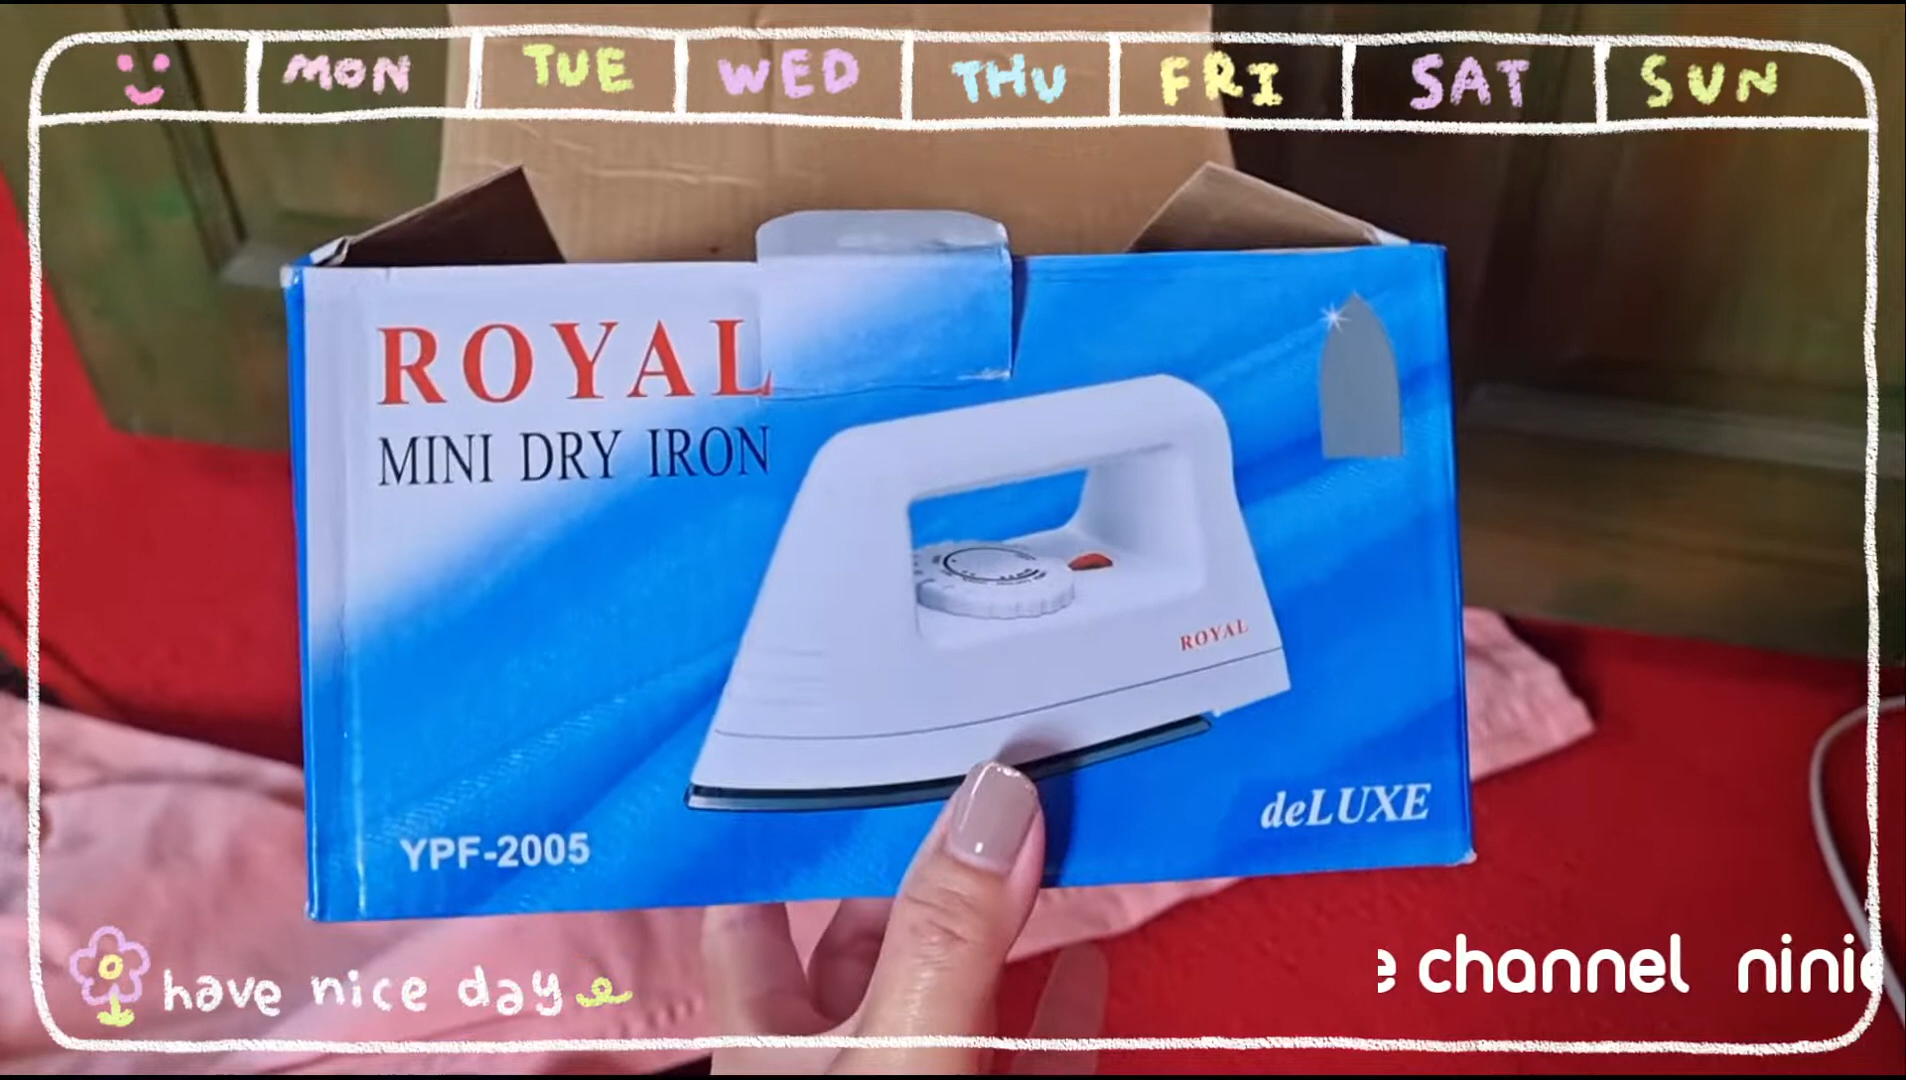 MON TUE WED THU FRI SAT SUN
ROYAL
MINI DRY IRON
ROYAL
deLUXE
YPF-2005
have nice day
channel